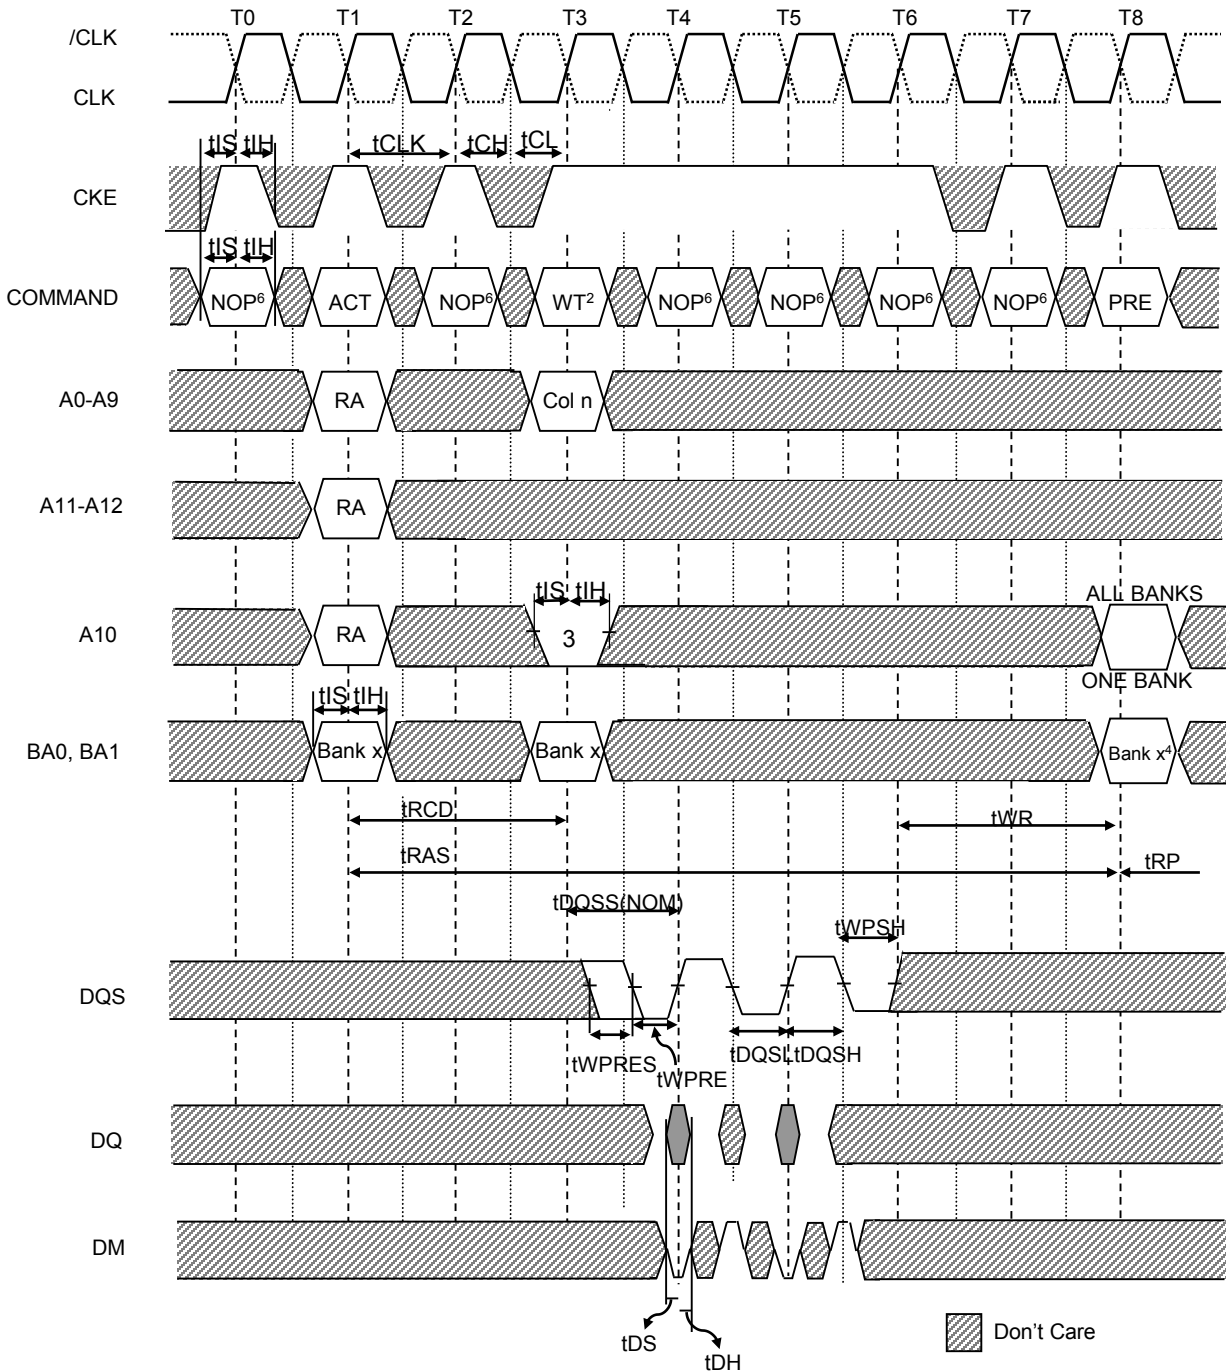 T0 T1 T2 T3 T4 T5 T6 T7 T8
/CLK
CLK
tIS tIH tCLK tCH tCL
CKE
tIS tIH
COMMAND NOP⁶ ACT NOP⁶ WT² NOP⁶ NOP⁶ NOP⁶ NOP⁶ PRE
A0-A9 RA Col n
A11-A12 RA
tIS tIH ALL BANKS
A10 RA 3
ONE BANK
tIS tIH
BA0, BA1 Bank x Bank x Bank x⁴
tRCD tWR
tRAS tRP
tDQSS(NOM)
tWPSH
DQS
tWPRES tWPRE tDQSL tDQSH
DQ
DM
tDS
tDH
Don't Care